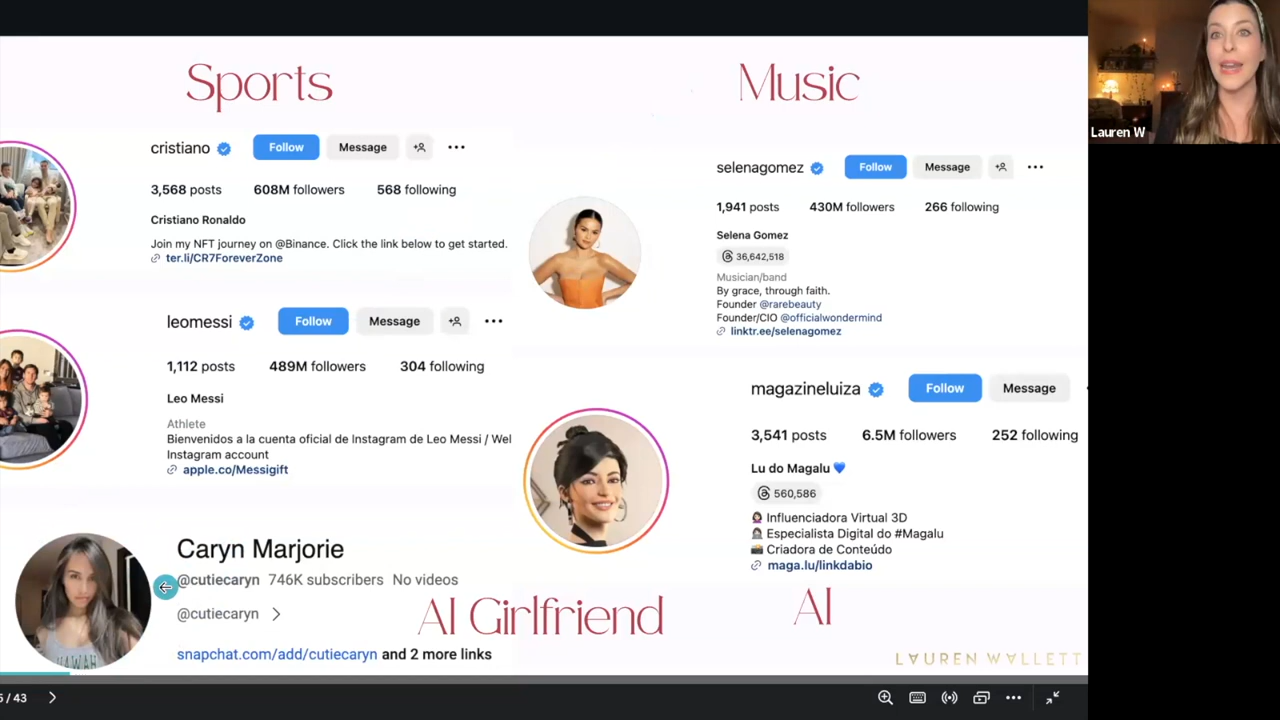 Sports
cristiano
Follow
Message
3,568 posts 608M followers 568 following
Cristiano Ronaldo
Join my NFT journey on @Binance. Click the link below to get started.
ter.li/CR7ForeverZone
leomessi
Follow
Message
1,112 posts 489M followers 304 following
Leo Messi
Athlete
Bienvenidos a la cuenta oficial de Instagram de Leo Messi / Wel
Instagram account
apple.co/Messigift
Caryn Marjorie
@cutiecaryn 746K subscribers No videos
@cutiecaryn
snapchat.com/add/cutiecaryn and 2 more links
AI Girlfriend
Music
selenagomez
Follow
Message
1,941 posts 430M followers 266 following
Selena Gomez
36,642,518
Musician/band
By grace, through faith.
Founder @rarebeauty
Founder/CIO @officialwondermind
linktr.ee/selenagomez
magazineluiza
Follow
Message
3,541 posts 6.5M followers 252 following
Lu do Magalu 💙
560,586
Influenciadora Virtual 3D
Especialista Digital do #Magalu
Criadora de Conteúdo
maga.lu/linkdabio
AI
LAUREN WALLETT
5 / 43
Lauren W